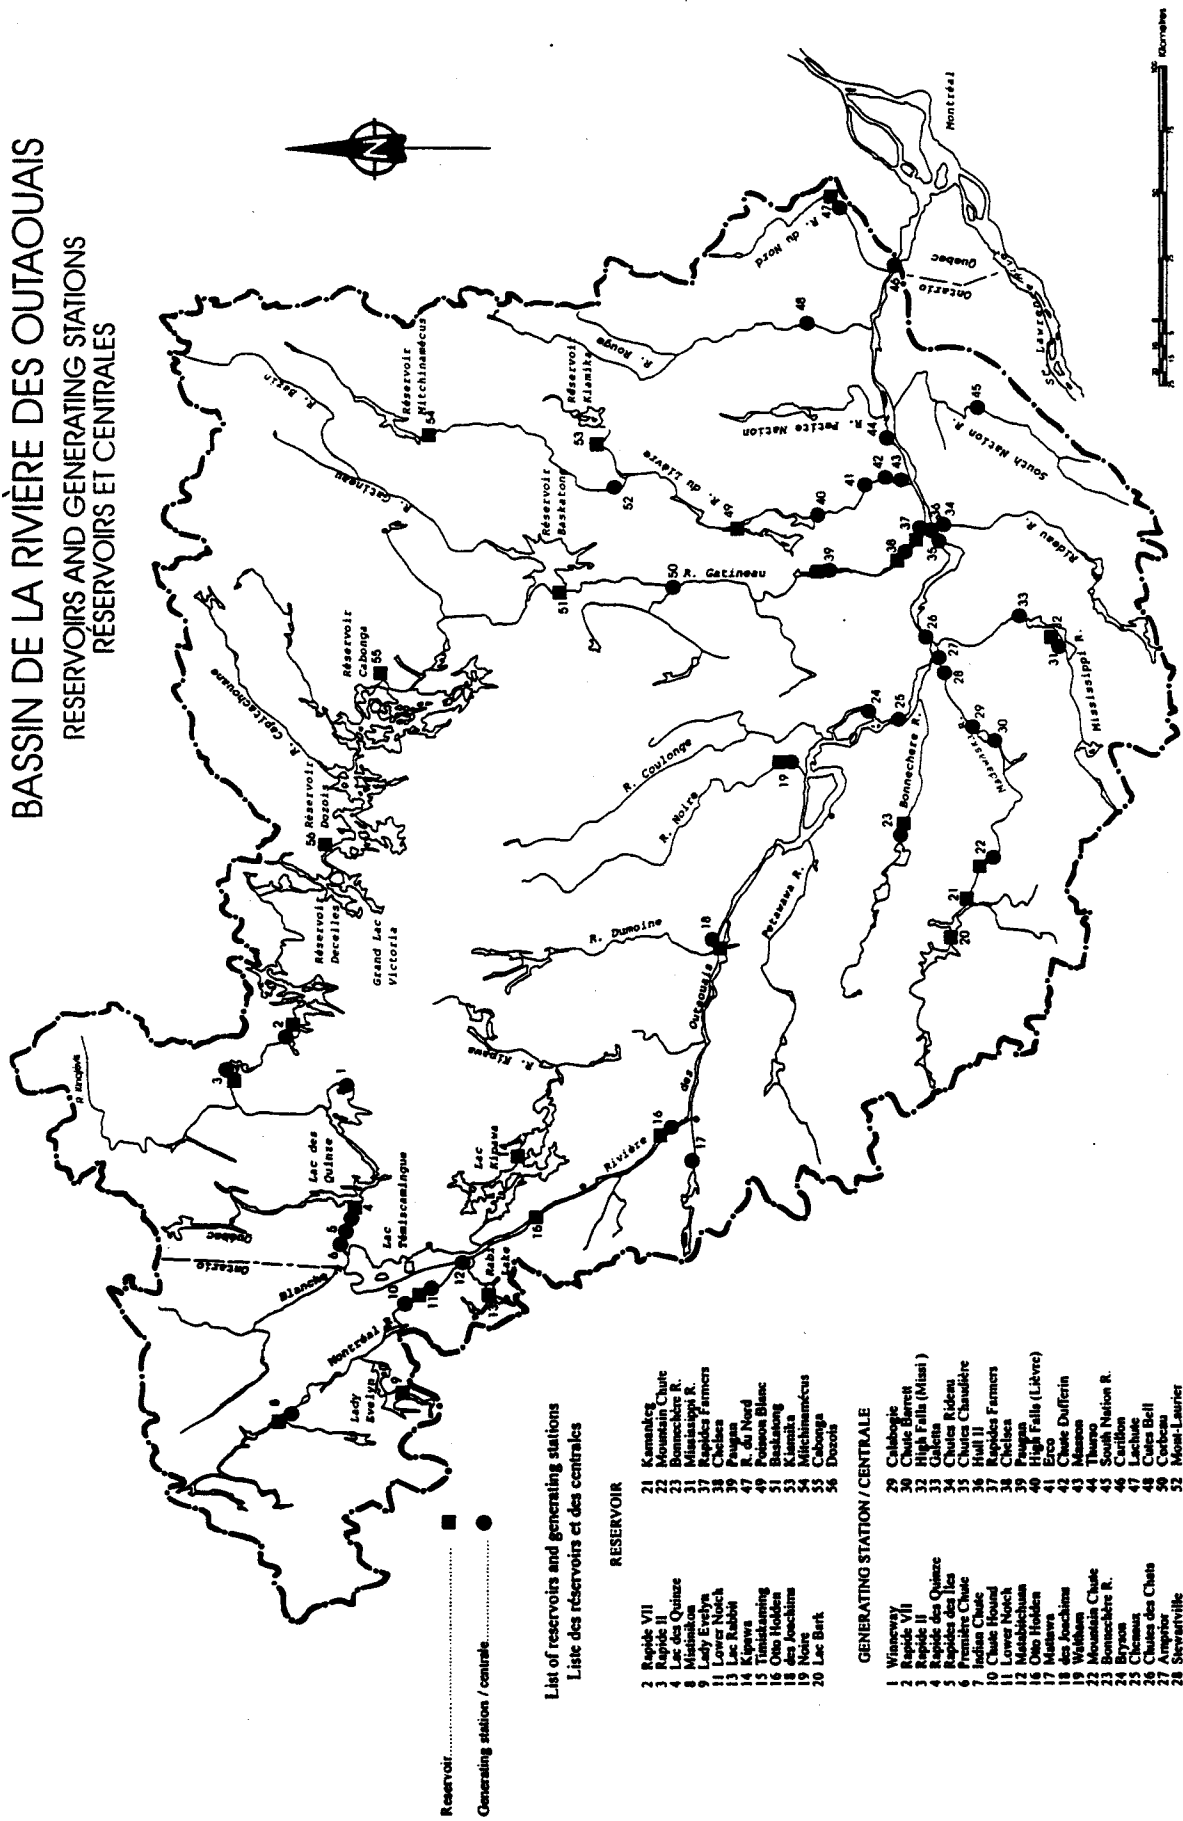 BASSIN DE LA RIVIÈRE DES OUTAOUAIS
RESERVOIRS AND GENERATING STATIONS
RÉSERVOIRS ET CENTRALES
N
R Kinojevis
Québec
Ontario
Blanche
Montréal R.
Lady Evelyn
Lac des Quinze
Lac Témiscamingue
Lac Kipawa
R. Kipawa
Rivière des Outaouais
R. Dumoine
Réservoir Decelles
Grand Lac Victoria
Réservoir Dozois
R. Capitachouane
Réservoir Cabonga
R. Gatineau
R. Bazin
Réservoir Mitchinamécus
Réservoir Baskatong
Réservoir Kiamika
R. du Lièvre
R. Gatineau
R. Coulonge
R. Noire
Petawawa R.
Bonnechere R.
Madawaska R.
Mississippi R.
Rideau R.
South Nation R.
R. Petite Nation
R. Rouge
R. du Nord
Ontario
Quebec
Montréal
Kilometres
Reservoir
Generating station / centrale
List of reservoirs and generating stations
Liste des réservoirs et des centrales
RESERVOIR
2 Rapide VII
3 Rapide II
4 Lac des Quinze
8 Mistinikon
9 Lady Evelyn
11 Lower Notch
13 Lac Rabbit
14 Kipawa
15 Timiskaming
16 Otto Holden
18 des Joachims
19 Noire
20 Lac Bark
21 Kamaniskeg
22 Mountain Chute
23 Bonnechère R.
31 Mississippi R.
37 Rapides Farmers
38 Chelsea
39 Paugan
47 R. du Nord
49 Poisson Blanc
51 Baskatong
53 Kiamika
54 Mitchinamécus
55 Cabonga
56 Dozois
GENERATING STATION / CENTRALE
1 Winneway
2 Rapide VII
3 Rapide II
4 Rapide des Quinze
5 Rapides des Îles
6 Première Chute
7 Indian Chute
10 Chute Hound
11 Lower Notch
12 Matabitchuan
16 Otto Holden
17 Mattawa
18 des Joachims
19 Waltham
22 Mountain Chute
23 Bonnechère R.
24 Bryson
25 Chenaux
26 Chutes des Chats
27 Arnprior
28 Stewartville
29 Calabogie
30 Chute Barrett
32 High Falls (Missi)
33 Galetta
34 Chutes Rideau
35 Chutes Chaudière
36 Hull II
37 Rapides Farmers
38 Chelsea
39 Paugan
40 High Falls (Lièvre)
41 Erco
42 Chute Dufferin
43 Masson
44 Thurso
45 South Nation R.
46 Carillon
47 Lachute
48 Cutes Bell
50 Corbeau
52 Mont-Laurier